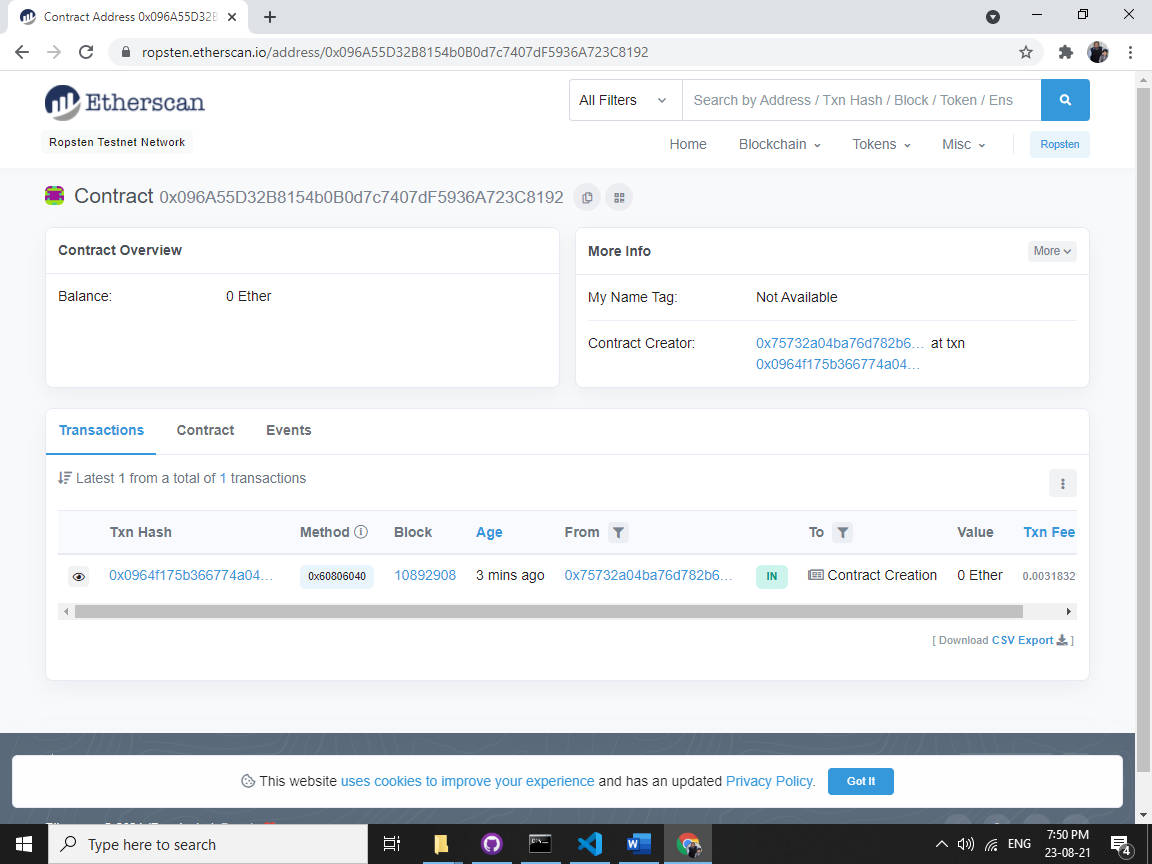 Contract Address 0x096A55D32B
ropsten.etherscan.io/address/0x096A55D32B8154b0B0d7c7407dF5936A723C8192
Etherscan
All Filters
Search by Address / Txn Hash / Block / Token / Ens
Ropsten Testnet Network
Home
Blockchain
Tokens
Misc
Ropsten
Contract 0x096A55D32B8154b0B0d7c7407dF5936A723C8192
Contract Overview
Balance:
0 Ether
More Info
More
My Name Tag:
Not Available
Contract Creator:
0x75732a04ba76d782b6... at txn
0x0964f175b366774a04...
Transactions
Contract
Events
Latest 1 from a total of 1 transactions
Txn Hash
Method
Block
Age
From
To
Value
Txn Fee
0x0964f175b366774a04...
0x60806040
10892908
3 mins ago
0x75732a04ba76d782b6...
IN
Contract Creation
0 Ether
0.0031832
[ Download CSV Export ]
This website uses cookies to improve your experience and has an updated Privacy Policy.
Got It
Type here to search
ENG
7:50 PM
23-08-21
4